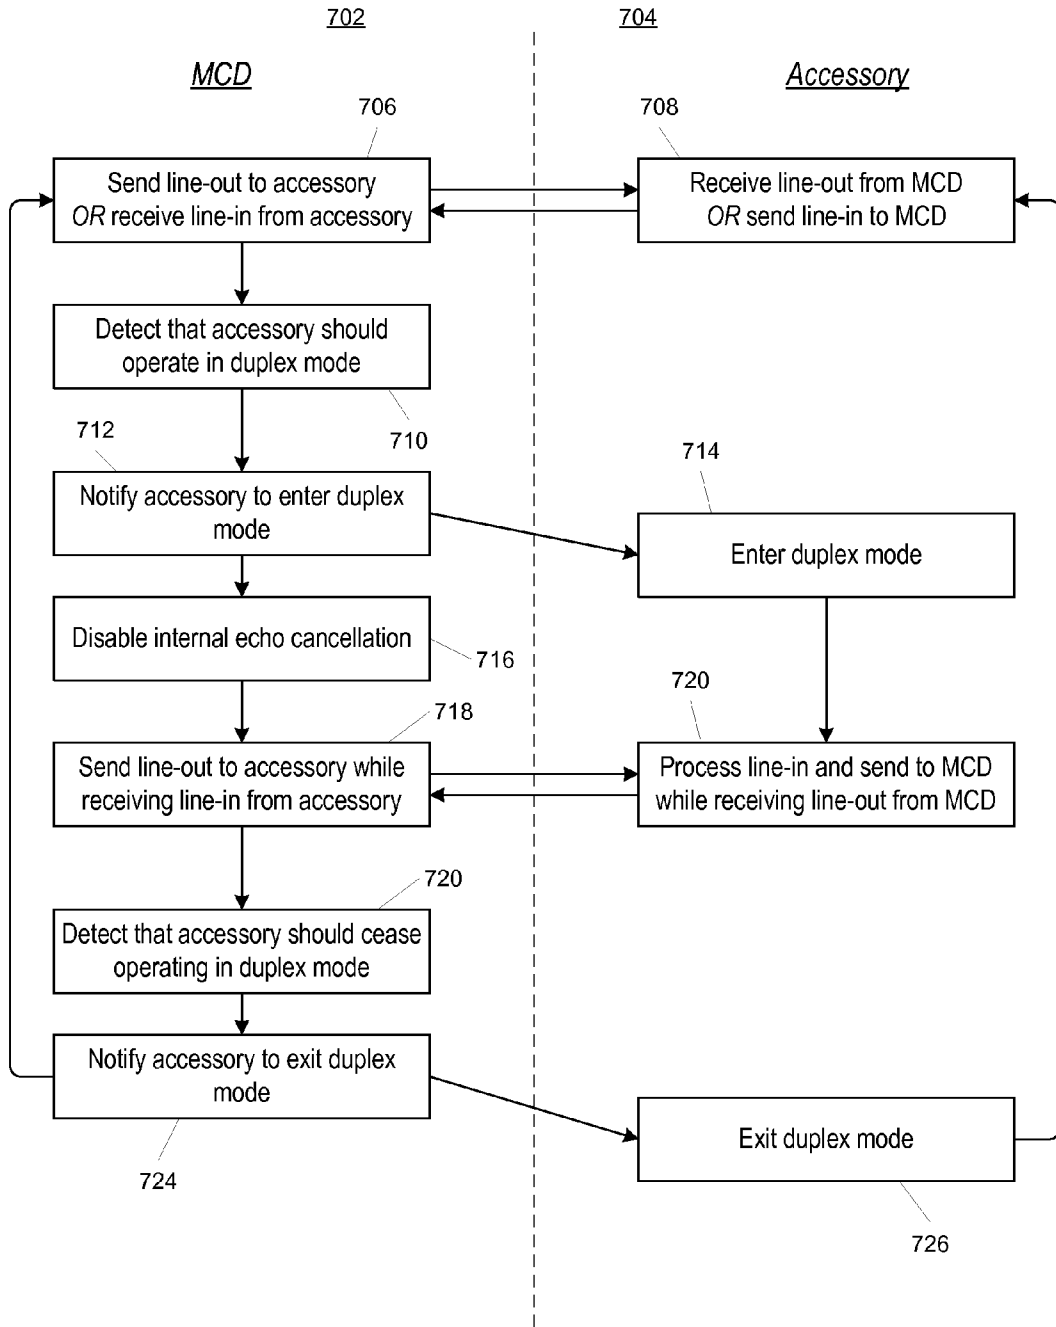 702
704
MCD
Accessory
706
708
Send line-out to accessory
OR receive line-in from accessory
Receive line-out from MCD
OR send line-in to MCD
Detect that accessory should
operate in duplex mode
710
712
714
Notify accessory to enter duplex
mode
Enter duplex mode
Disable internal echo cancellation
716
718
720
Send line-out to accessory while
receiving line-in from accessory
Process line-in and send to MCD
while receiving line-out from MCD
720
Detect that accessory should cease
operating in duplex mode
Notify accessory to exit duplex
mode
724
Exit duplex mode
726